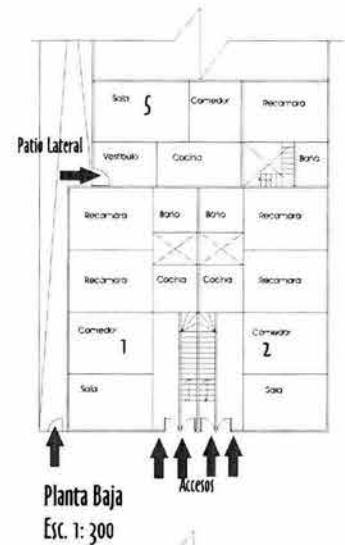 Sala 5 Comedor Recamara
Patio Lateral
Vestibulo Cocina Baño
Recamara Baño Baño Recamara
Recamara Cocina Cocina Recamara
Comedor Comedor
1 2
Sala Sala
Accesos
Planta Baja
Esc. 1: 300